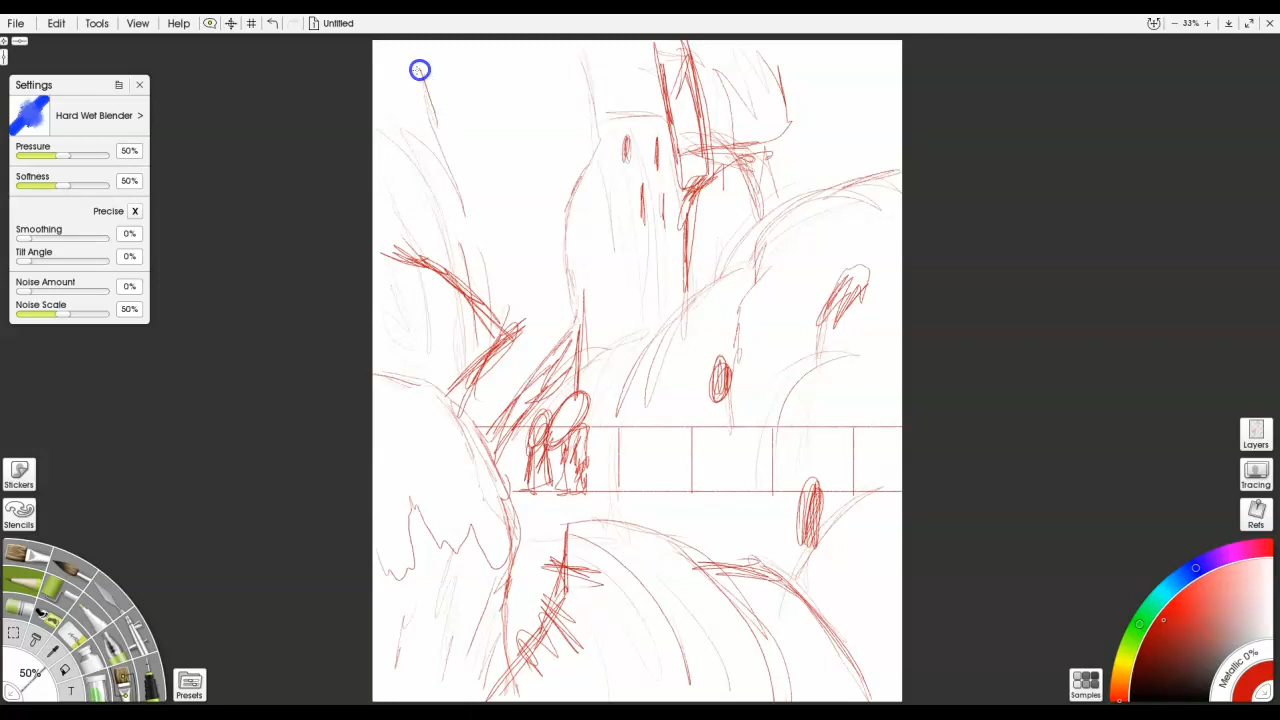 File Edit Tools View Help Untitled 33%
Settings
Hard Wet Blender >
Pressure 50%
Softness 50%
Precise X
Smoothing 0%
Tilt Angle 0%
Noise Amount 0%
Noise Scale 50%
Stickers
Stencils
50%
T
Presets
Layers
Tracing
Refs
Samples
Metallic 0%